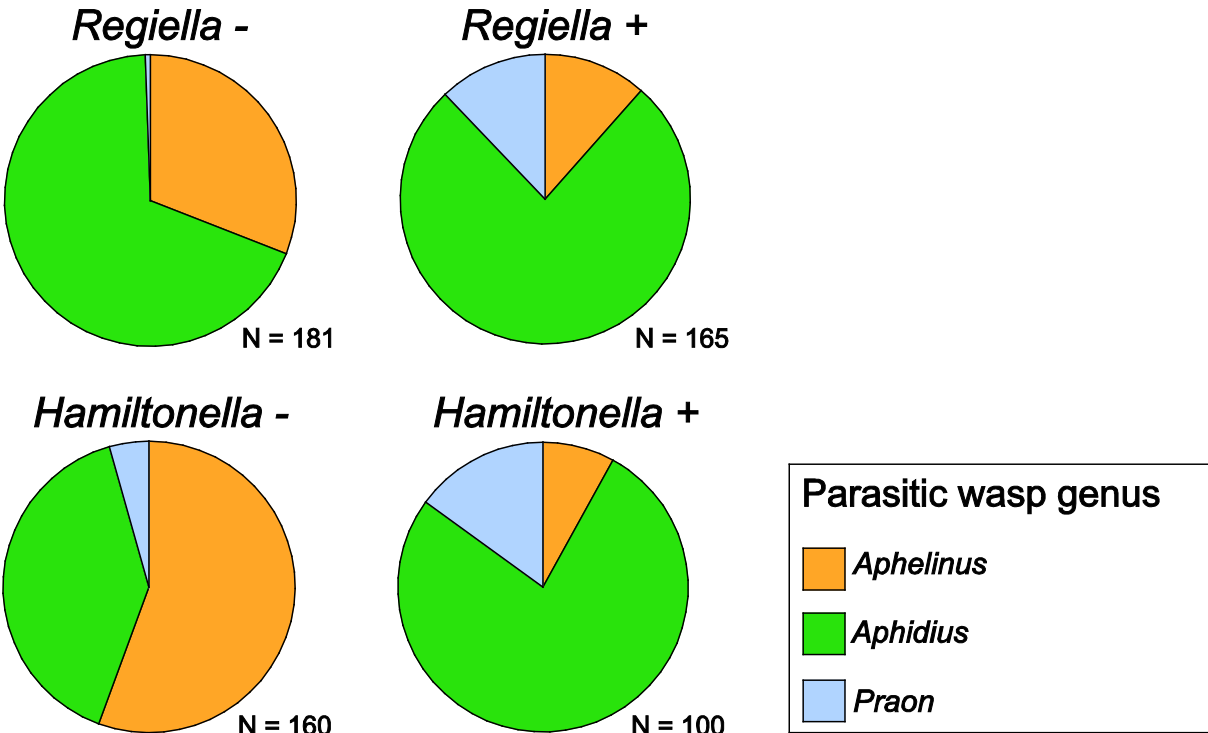 Regiella -
Regiella +
N = 181
N = 165
Hamiltonella -
Hamiltonella +
N = 160
N = 100
Parasitic wasp genus
Aphelinus
Aphidius
Praon